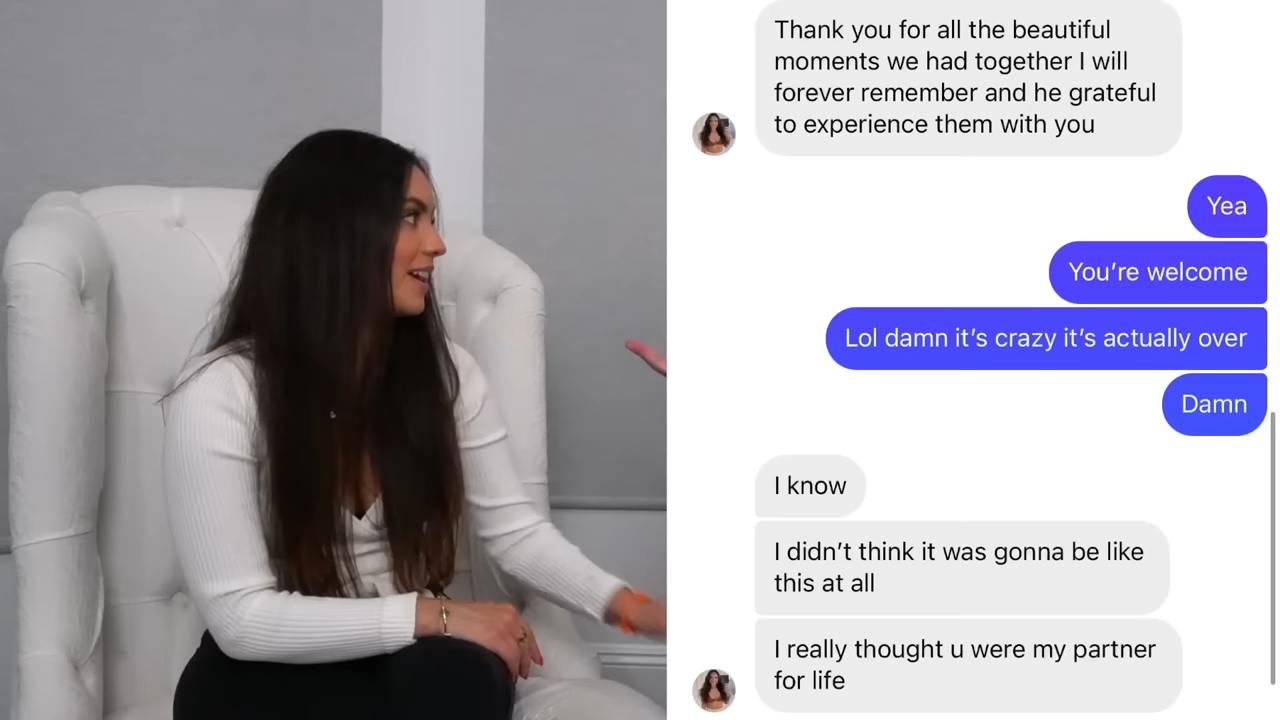 Thank you for all the beautiful
moments we had together I will
forever remember and he grateful
to experience them with you
Yea
You're welcome
Lol damn it's crazy it's actually over
Damn
I know
I didn't think it was gonna be like
this at all
I really thought u were my partner
for life